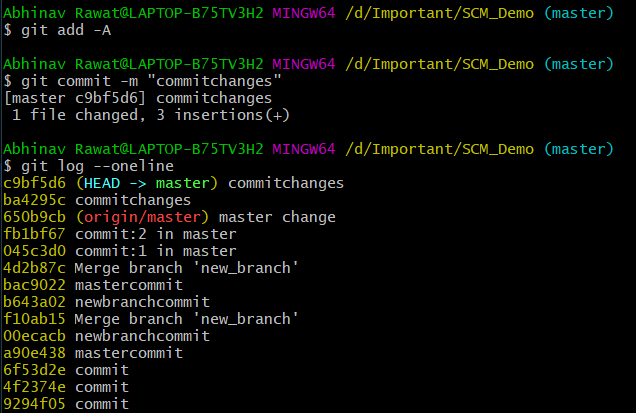 Abhinav Rawat@LAPTOP-B75TV3H2 MINGW64 /d/Important/SCM_Demo (master)
$ git add -A
Abhinav Rawat@LAPTOP-B75TV3H2 MINGW64 /d/Important/SCM_Demo (master)
$ git commit -m "commitchanges"
[master c9bf5d6] commitchanges
 1 file changed, 3 insertions(+)
Abhinav Rawat@LAPTOP-B75TV3H2 MINGW64 /d/Important/SCM_Demo (master)
$ git log --oneline
c9bf5d6 (HEAD -> master) commitchanges
ba4295c commitchanges
650b9cb (origin/master) master change
fb1bf67 commit:2 in master
045c3d0 commit:1 in master
4d2b87c Merge branch 'new_branch'
bac9022 mastercommit
b643a02 newbranchcommit
f10ab15 Merge branch 'new_branch'
00ecacb newbranchcommit
a90e438 mastercommit
6f53d2e commit
4f2374e commit
9294f05 commit